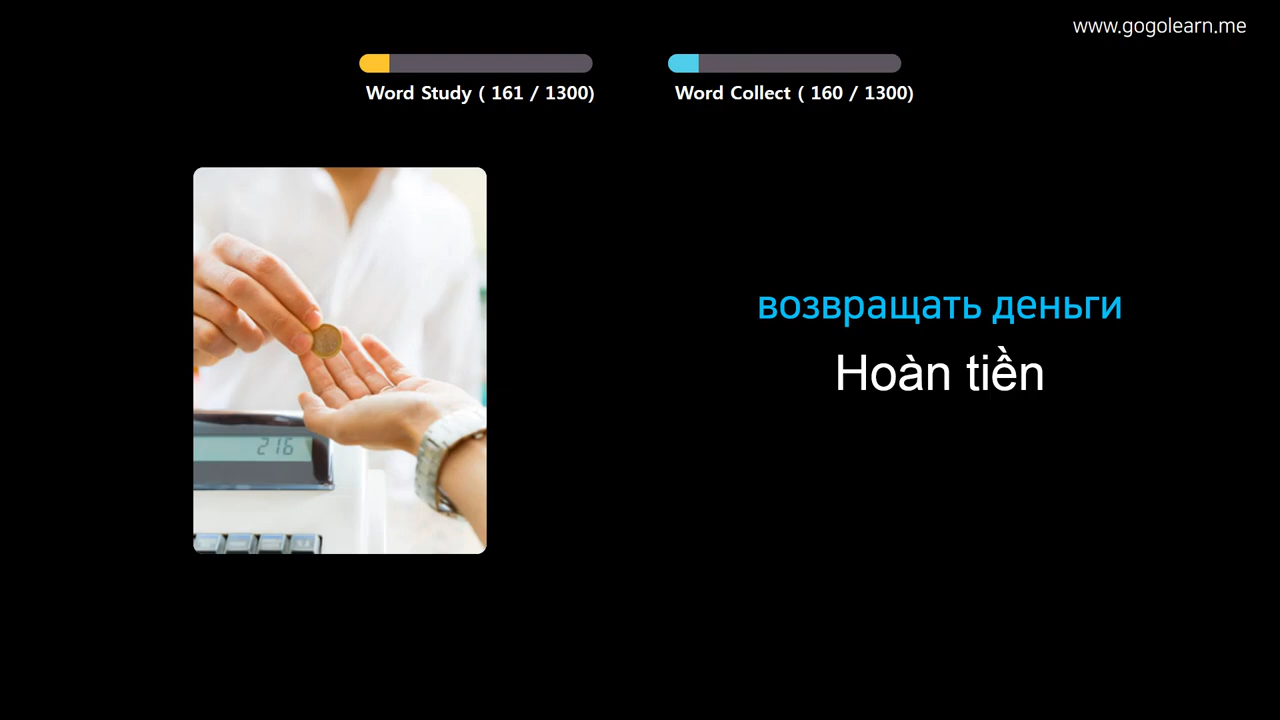 www.gogolearn.me
Word Study ( 161 / 1300)
Word Collect ( 160 / 1300)
возвращать деньги
Hoàn tiền
216